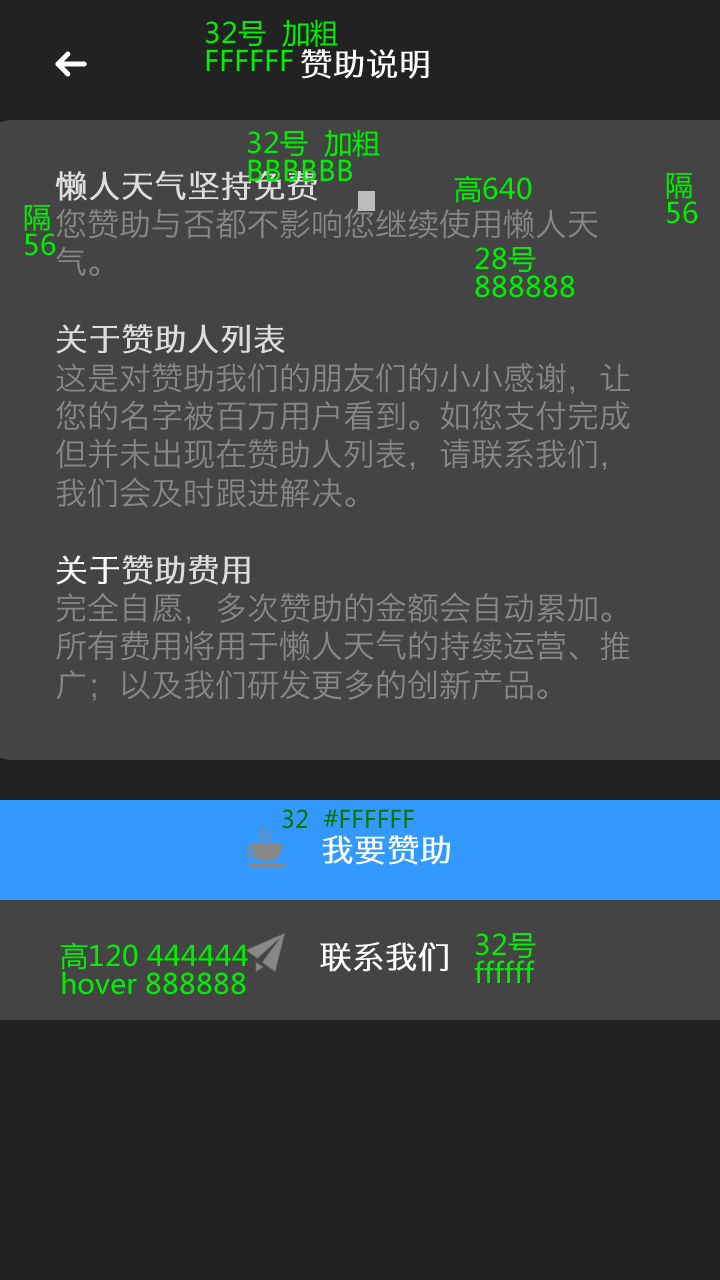 32号 加粗
FFFFFF
赞助说明
32号 加粗
BBBBBB
懒人天气坚持免费
高640
隔
56
隔
56
您赞助与否都不影响您继续使用懒人天
气。
28号
888888
关于赞助人列表
这是对赞助我们的朋友们的小小感谢，让
您的名字被百万用户看到。如您支付完成
但并未出现在赞助人列表，请联系我们，
我们会及时跟进解决。
关于赞助费用
完全自愿，多次赞助的金额会自动累加。
所有费用将用于懒人天气的持续运营、推
广；以及我们研发更多的创新产品。
32 #FFFFFF
我要赞助
高120 444444
hover 888888
联系我们
32号
ffffff